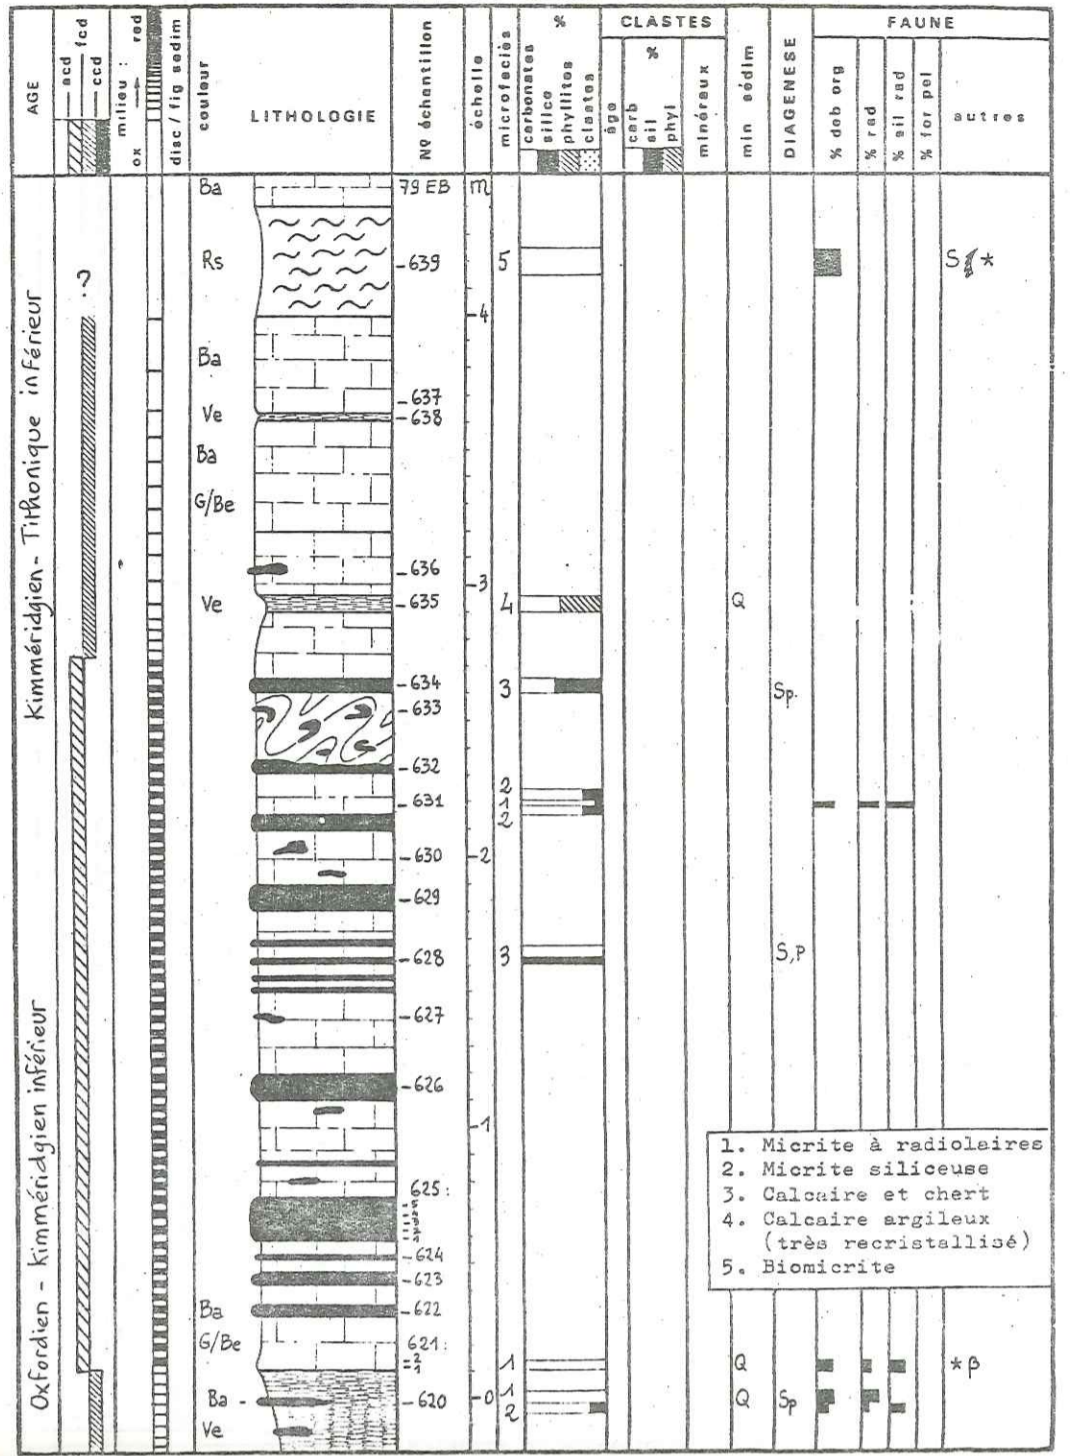 AGE
acd
fcd
ccd
milieu :
ox → red
disc / fig sedim
couleur
LITHOLOGIE
Nº échantillon
échelle
microfaciès
%
carbonates
silice
phyllites
clastes
CLASTES
âge
%
carb
sil
phyl
minéraux
min sédim
DIAGENESE
FAUNE
% deb org
% rad
% sil rad
% for pel
autres
Kimméridgien - Tithonique inférieur
Oxfordien - Kimméridgien inférieur
?
Ba 79 EB m
Rs -639 5 S *
-4
Ba
-637
Ve -638
Ba
G/Be
-636
-3
Ve -635 4 Q
-634 3 Sp.
-633
-632
2
-631 1
2
-630 -2
-629
-628 3 S,P
-627
-626
-1
625 :
-624
-623
Ba -622
G/Be 621 :
=2
1
1 Q * β
Ba - -620 -0 1 Q Sp
2
Ve
1. Micrite à radiolaires
2. Micrite siliceuse
3. Calcaire et chert
4. Calcaire argileux
(très recristallisé)
5. Biomicrite